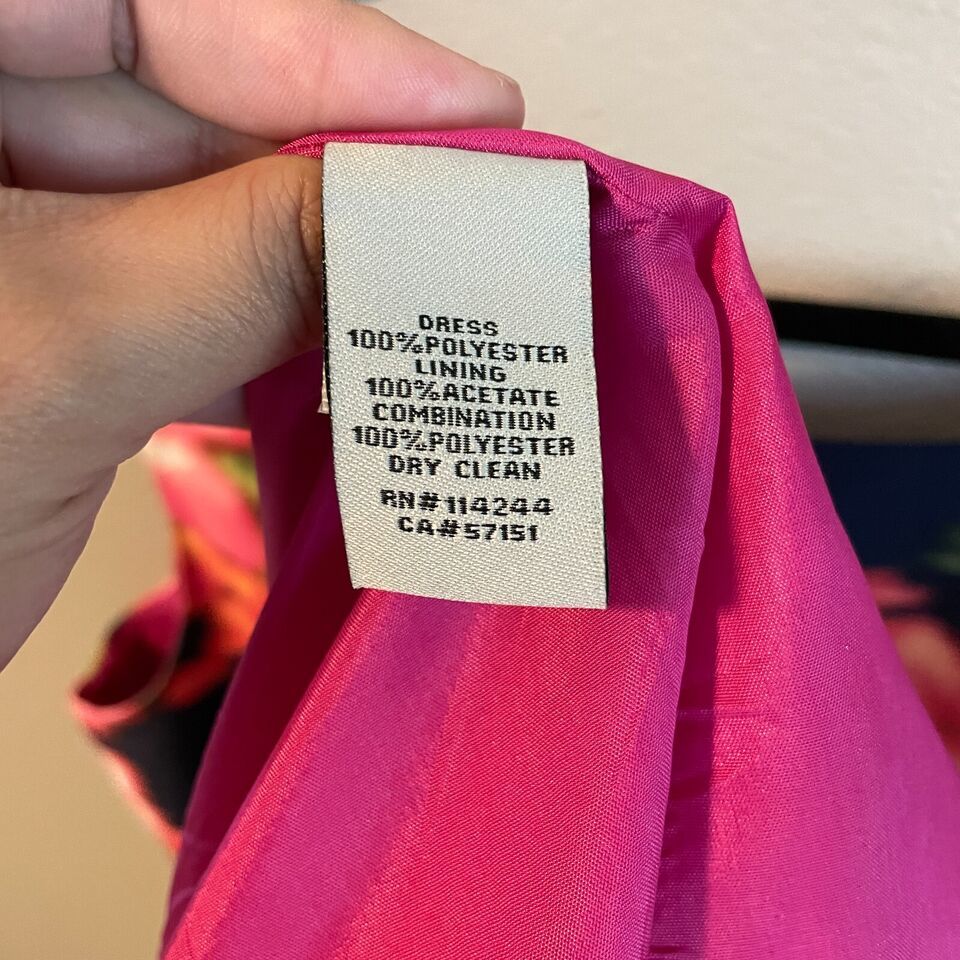 DRESS
100%POLYESTER
LINING
100%ACETATE
COMBINATION
100%POLYESTER
DRY CLEAN
RN#114244
CA#57151